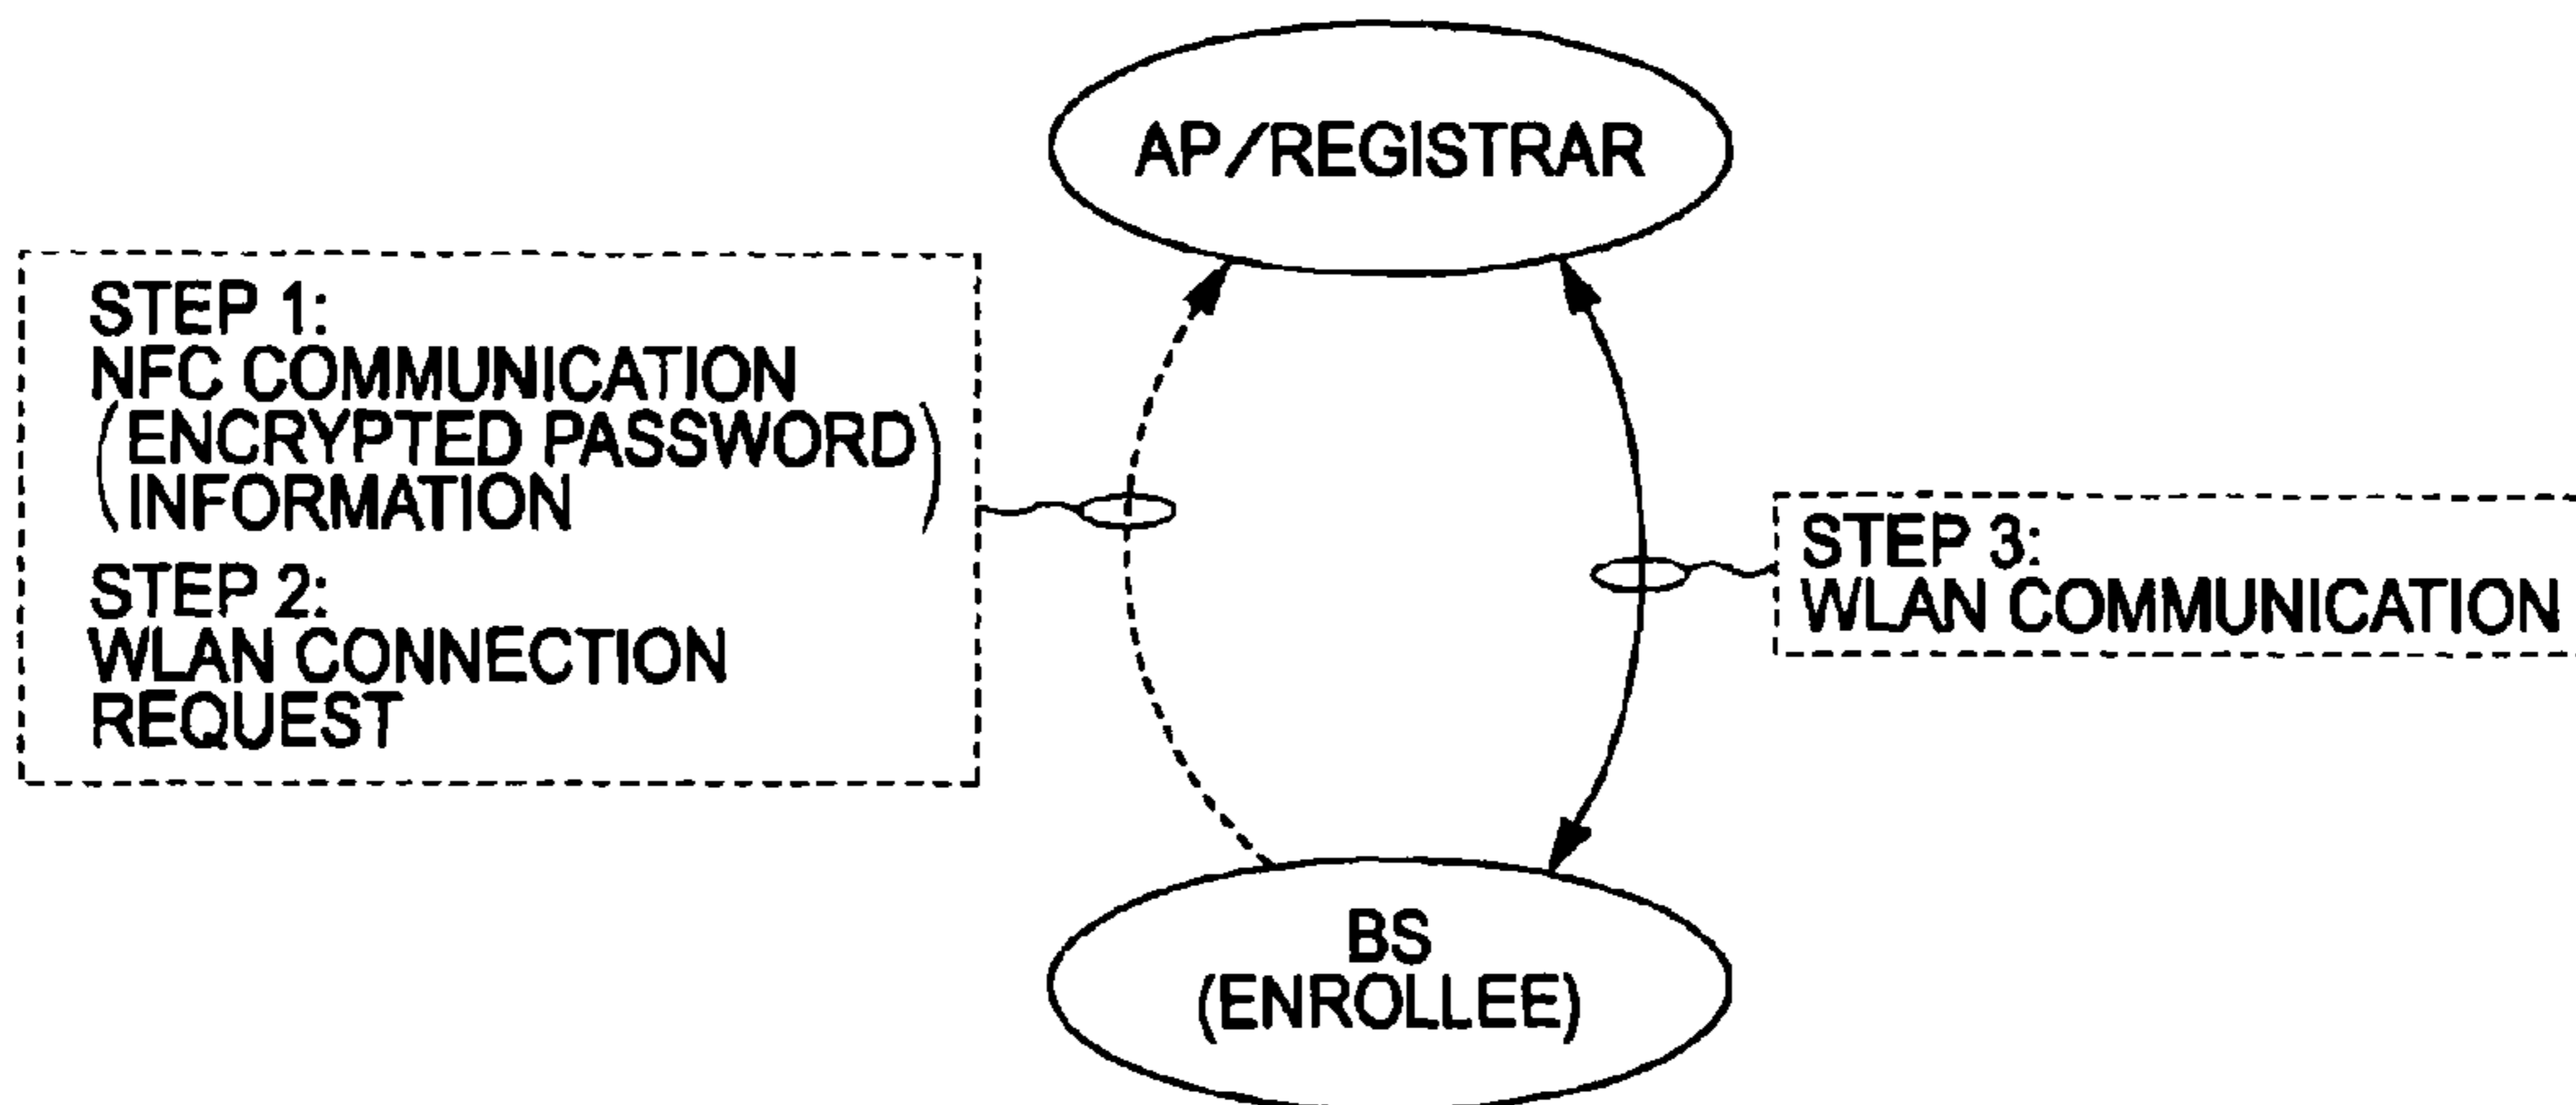 AP/REGISTRAR
STEP 1:
NFC COMMUNICATION
(ENCRYPTED PASSWORD
INFORMATION)
STEP 2:
WLAN CONNECTION
REQUEST
STEP 3:
WLAN COMMUNICATION
BS
(ENROLLEE)